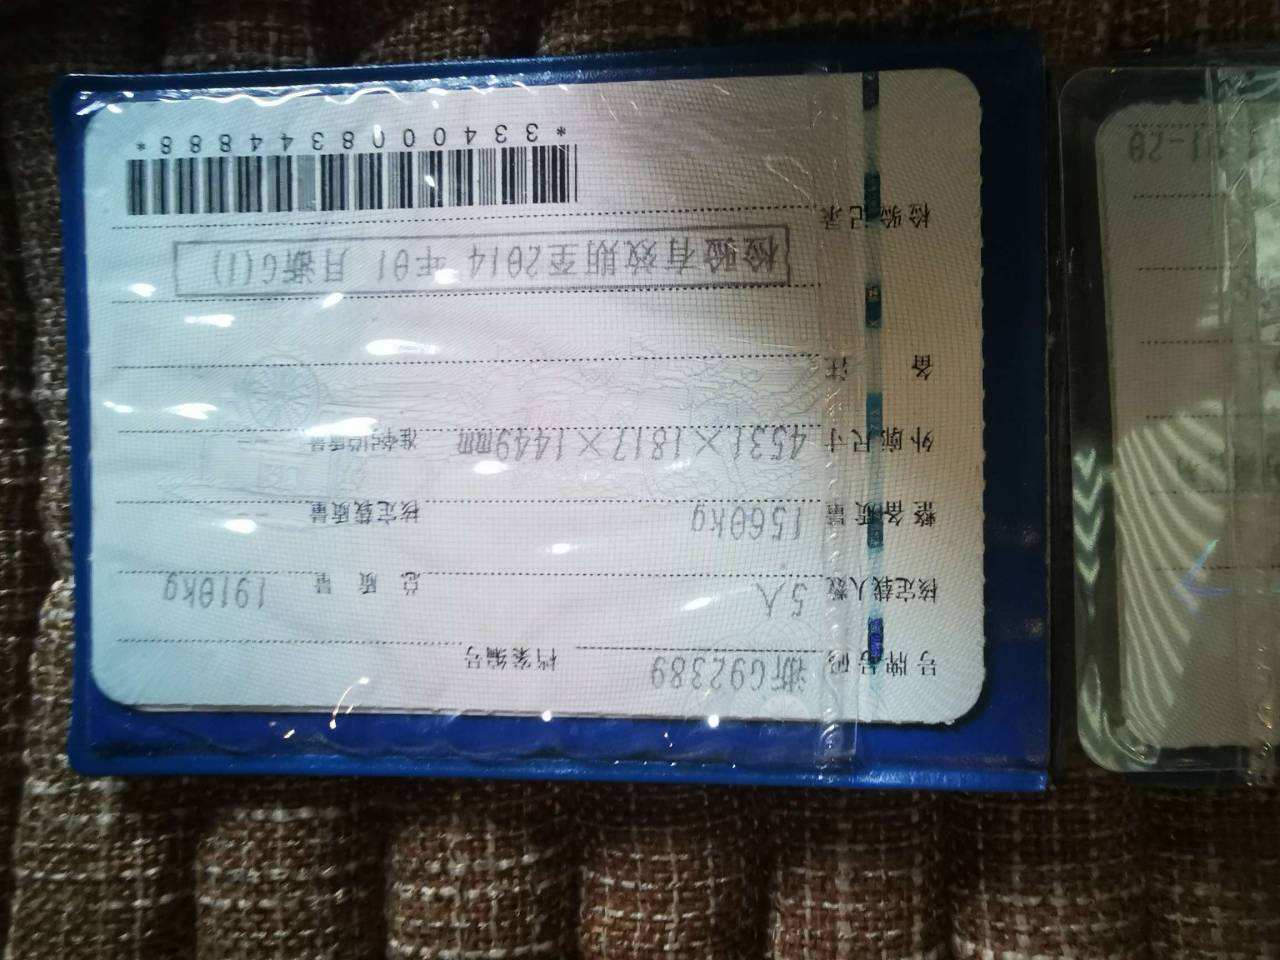 号牌号码 浙G92389 档案编号
核定载人数 5人 总质量 1910kg
整备质量 1560kg 核定载质量 --
外廓尺寸 4531×1817×1449mm 准牵引总质量 --
备注
检验有效期至2014年01月浙G(1)
检验记录
*3340008344888*